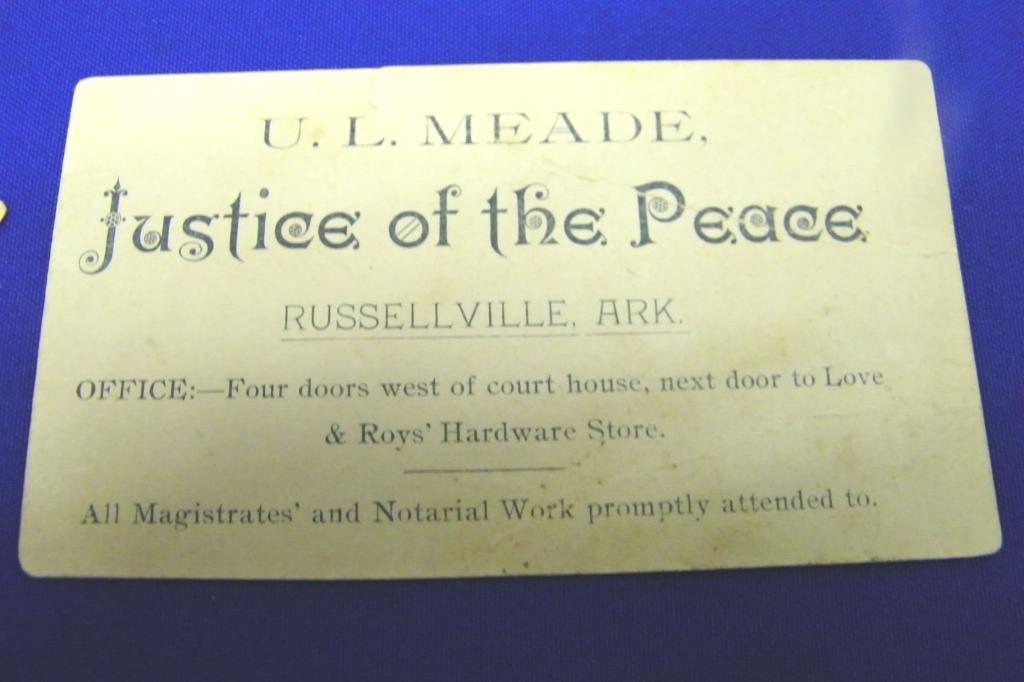 U. L. MEADE,
Justice of the Peace
RUSSELLVILLE, ARK.
OFFICE:—Four doors west of court house, next door to Love
& Roys' Hardware Store.
All Magistrates' and Notarial Work promptly attended to.